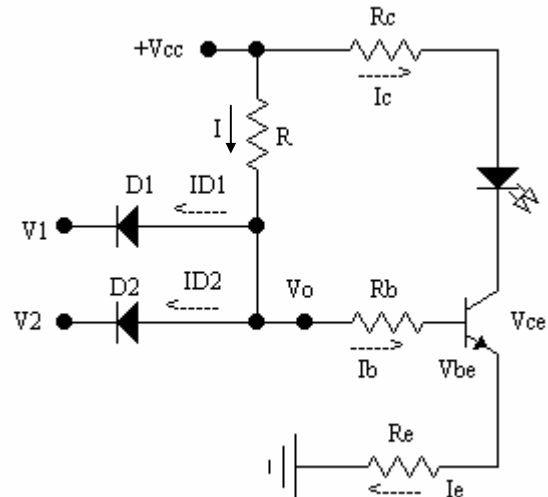 Rc
+Vcc
Ic
I
R
D1
ID1
V1
D2
ID2
Vo
Rb
V2
Vce
Ib
Vbe
Re
Ie